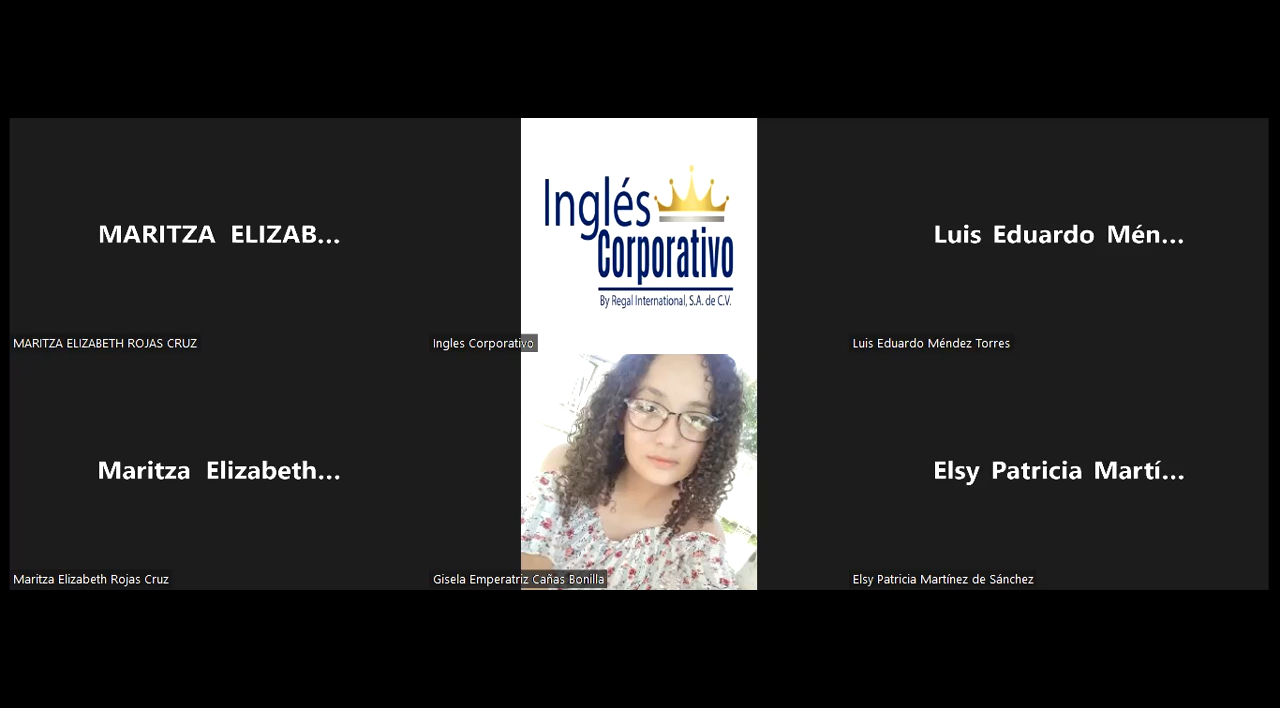 MARITZA ELIZAB...
Inglés
Corporativo
By Regal International, S.A. de C.V.
Luis Eduardo Mén...
MARITZA ELIZABETH ROJAS CRUZ
Ingles Corporativo
Luis Eduardo Méndez Torres
Maritza Elizabeth...
Elsy Patricia Martí...
Maritza Elizabeth Rojas Cruz
Gisela Emperatriz Cañas Bonilla
Elsy Patricia Martínez de Sánchez